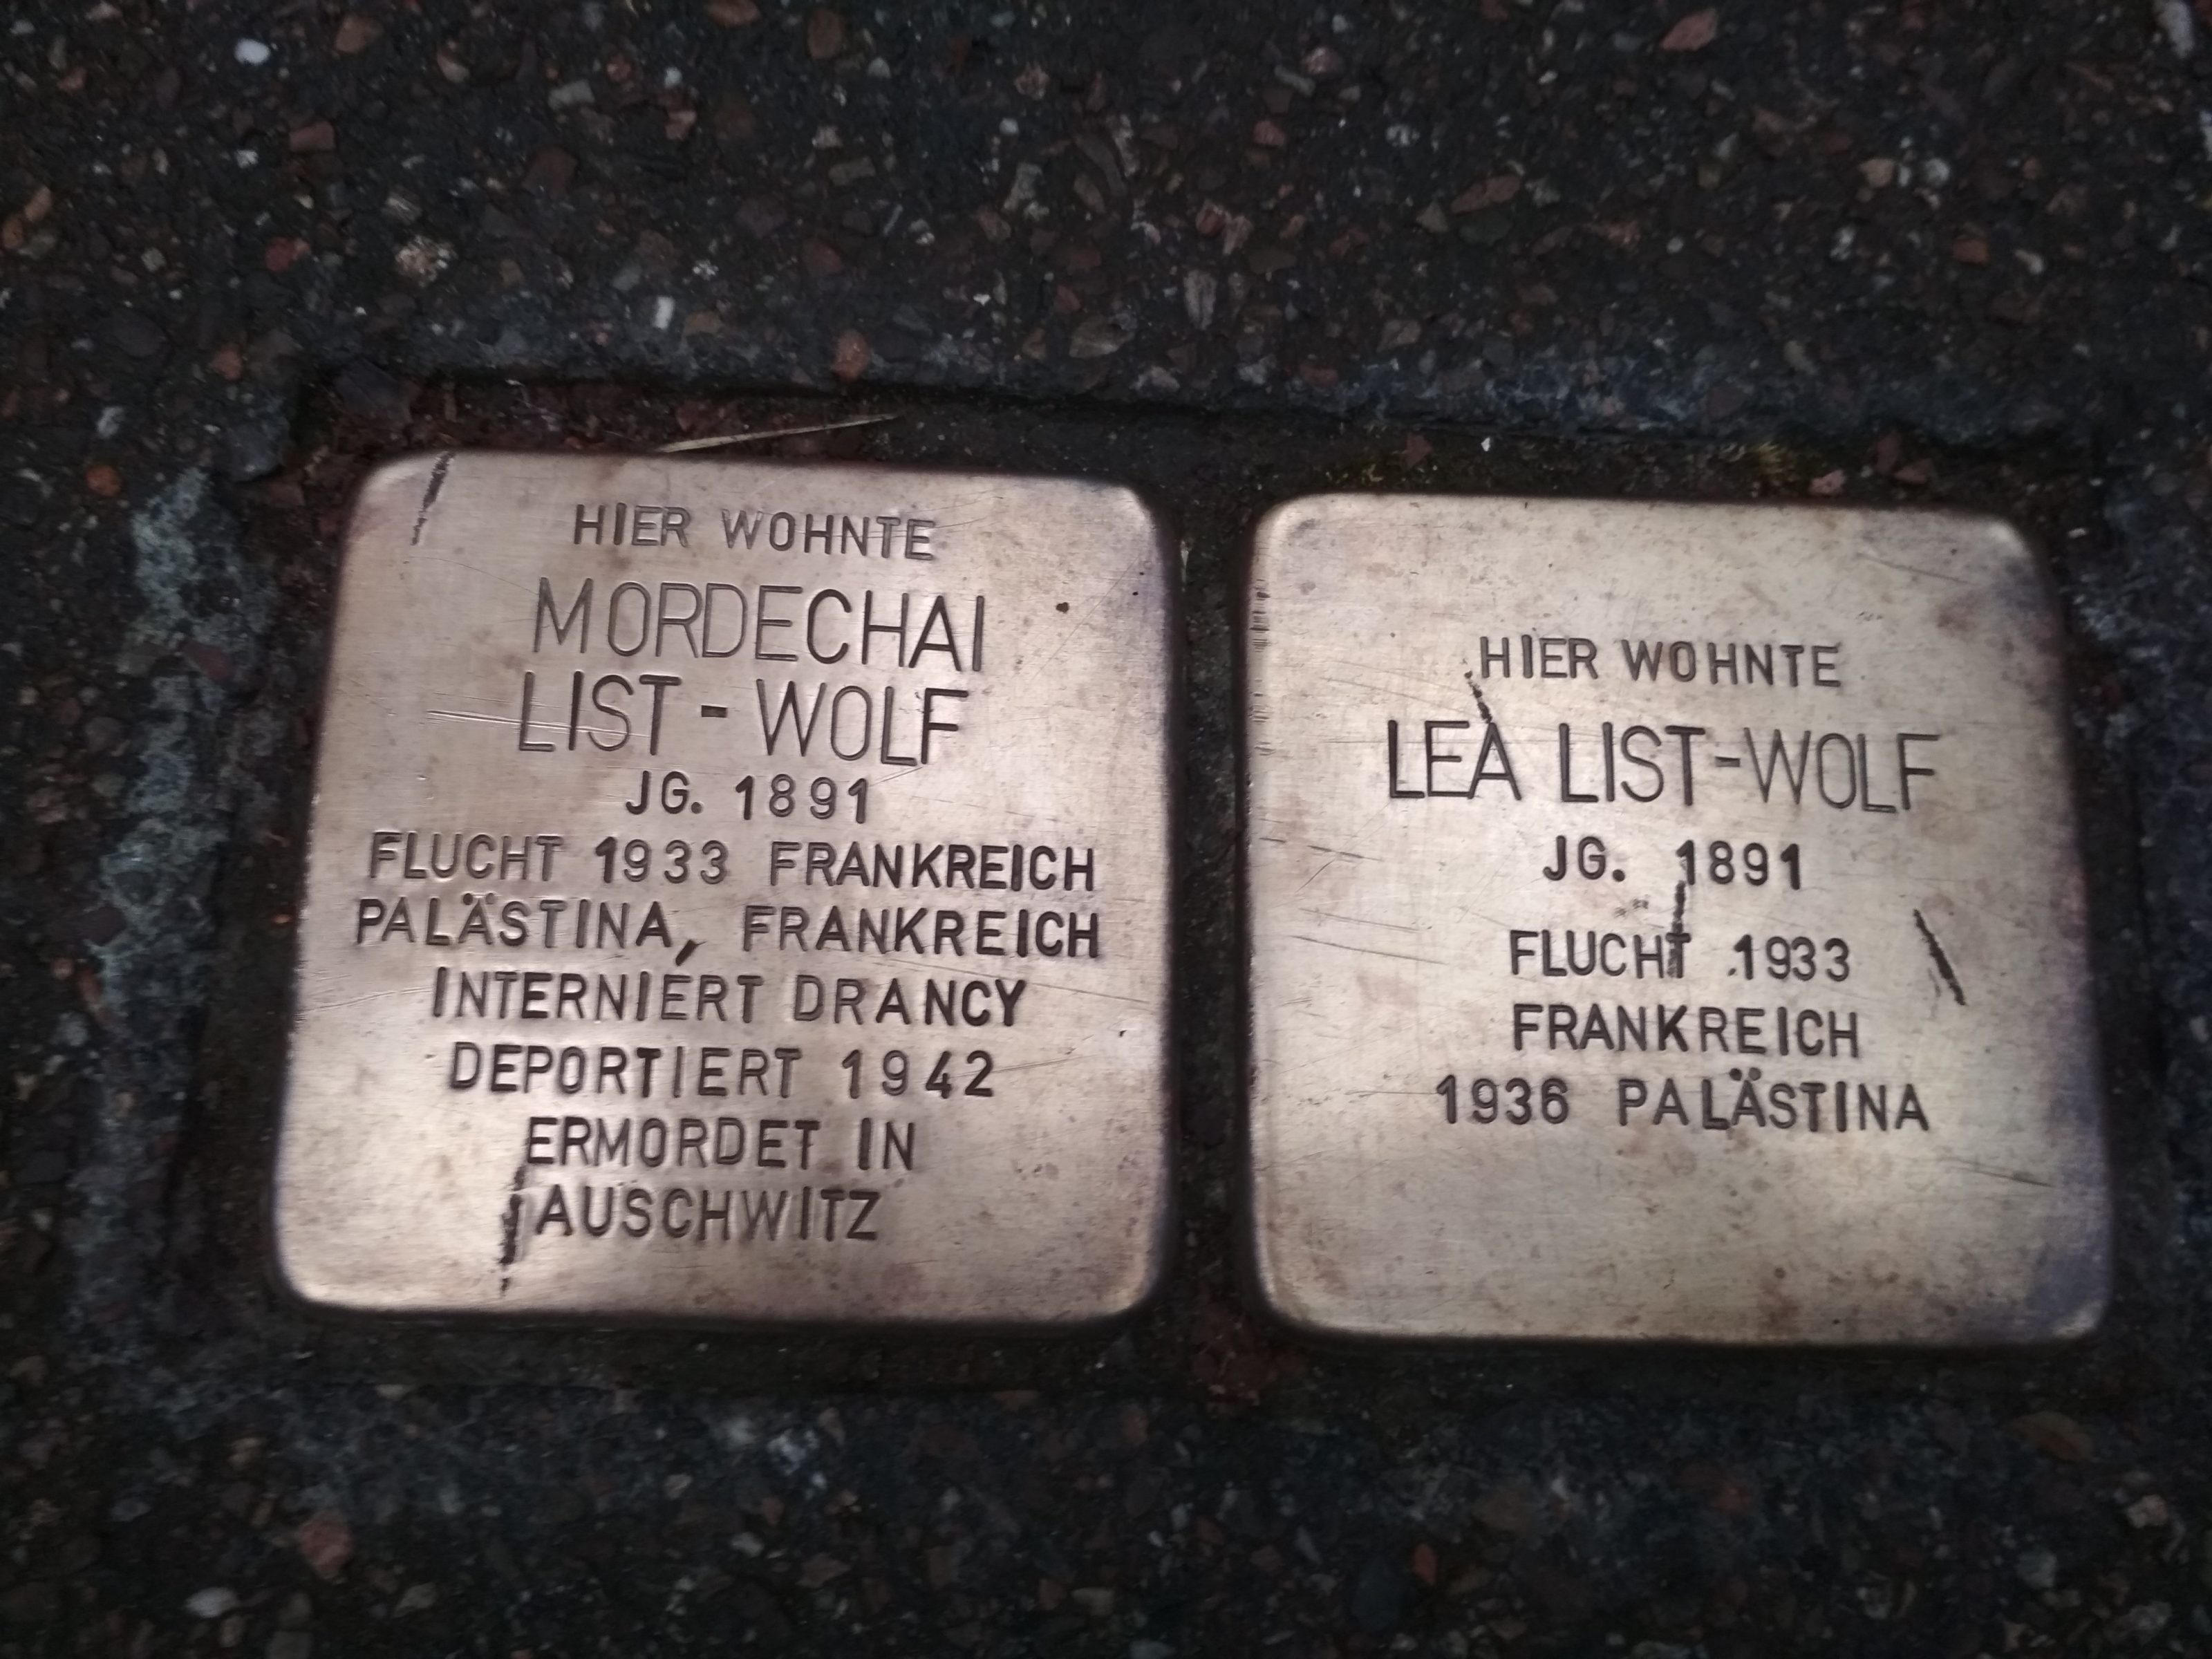 HIER WOHNTE
MORDECHAI
LIST - WOLF
JG. 1891
FLUCHT 1933 FRANKREICH
PALÄSTINA, FRANKREICH
INTERNIERT DRANCY
DEPORTIERT 1942
ERMORDET IN
AUSCHWITZ
HIER WOHNTE
LEA LIST-WOLF
JG. 1891
FLUCHT 1933
FRANKREICH
1936 PALÄSTINA